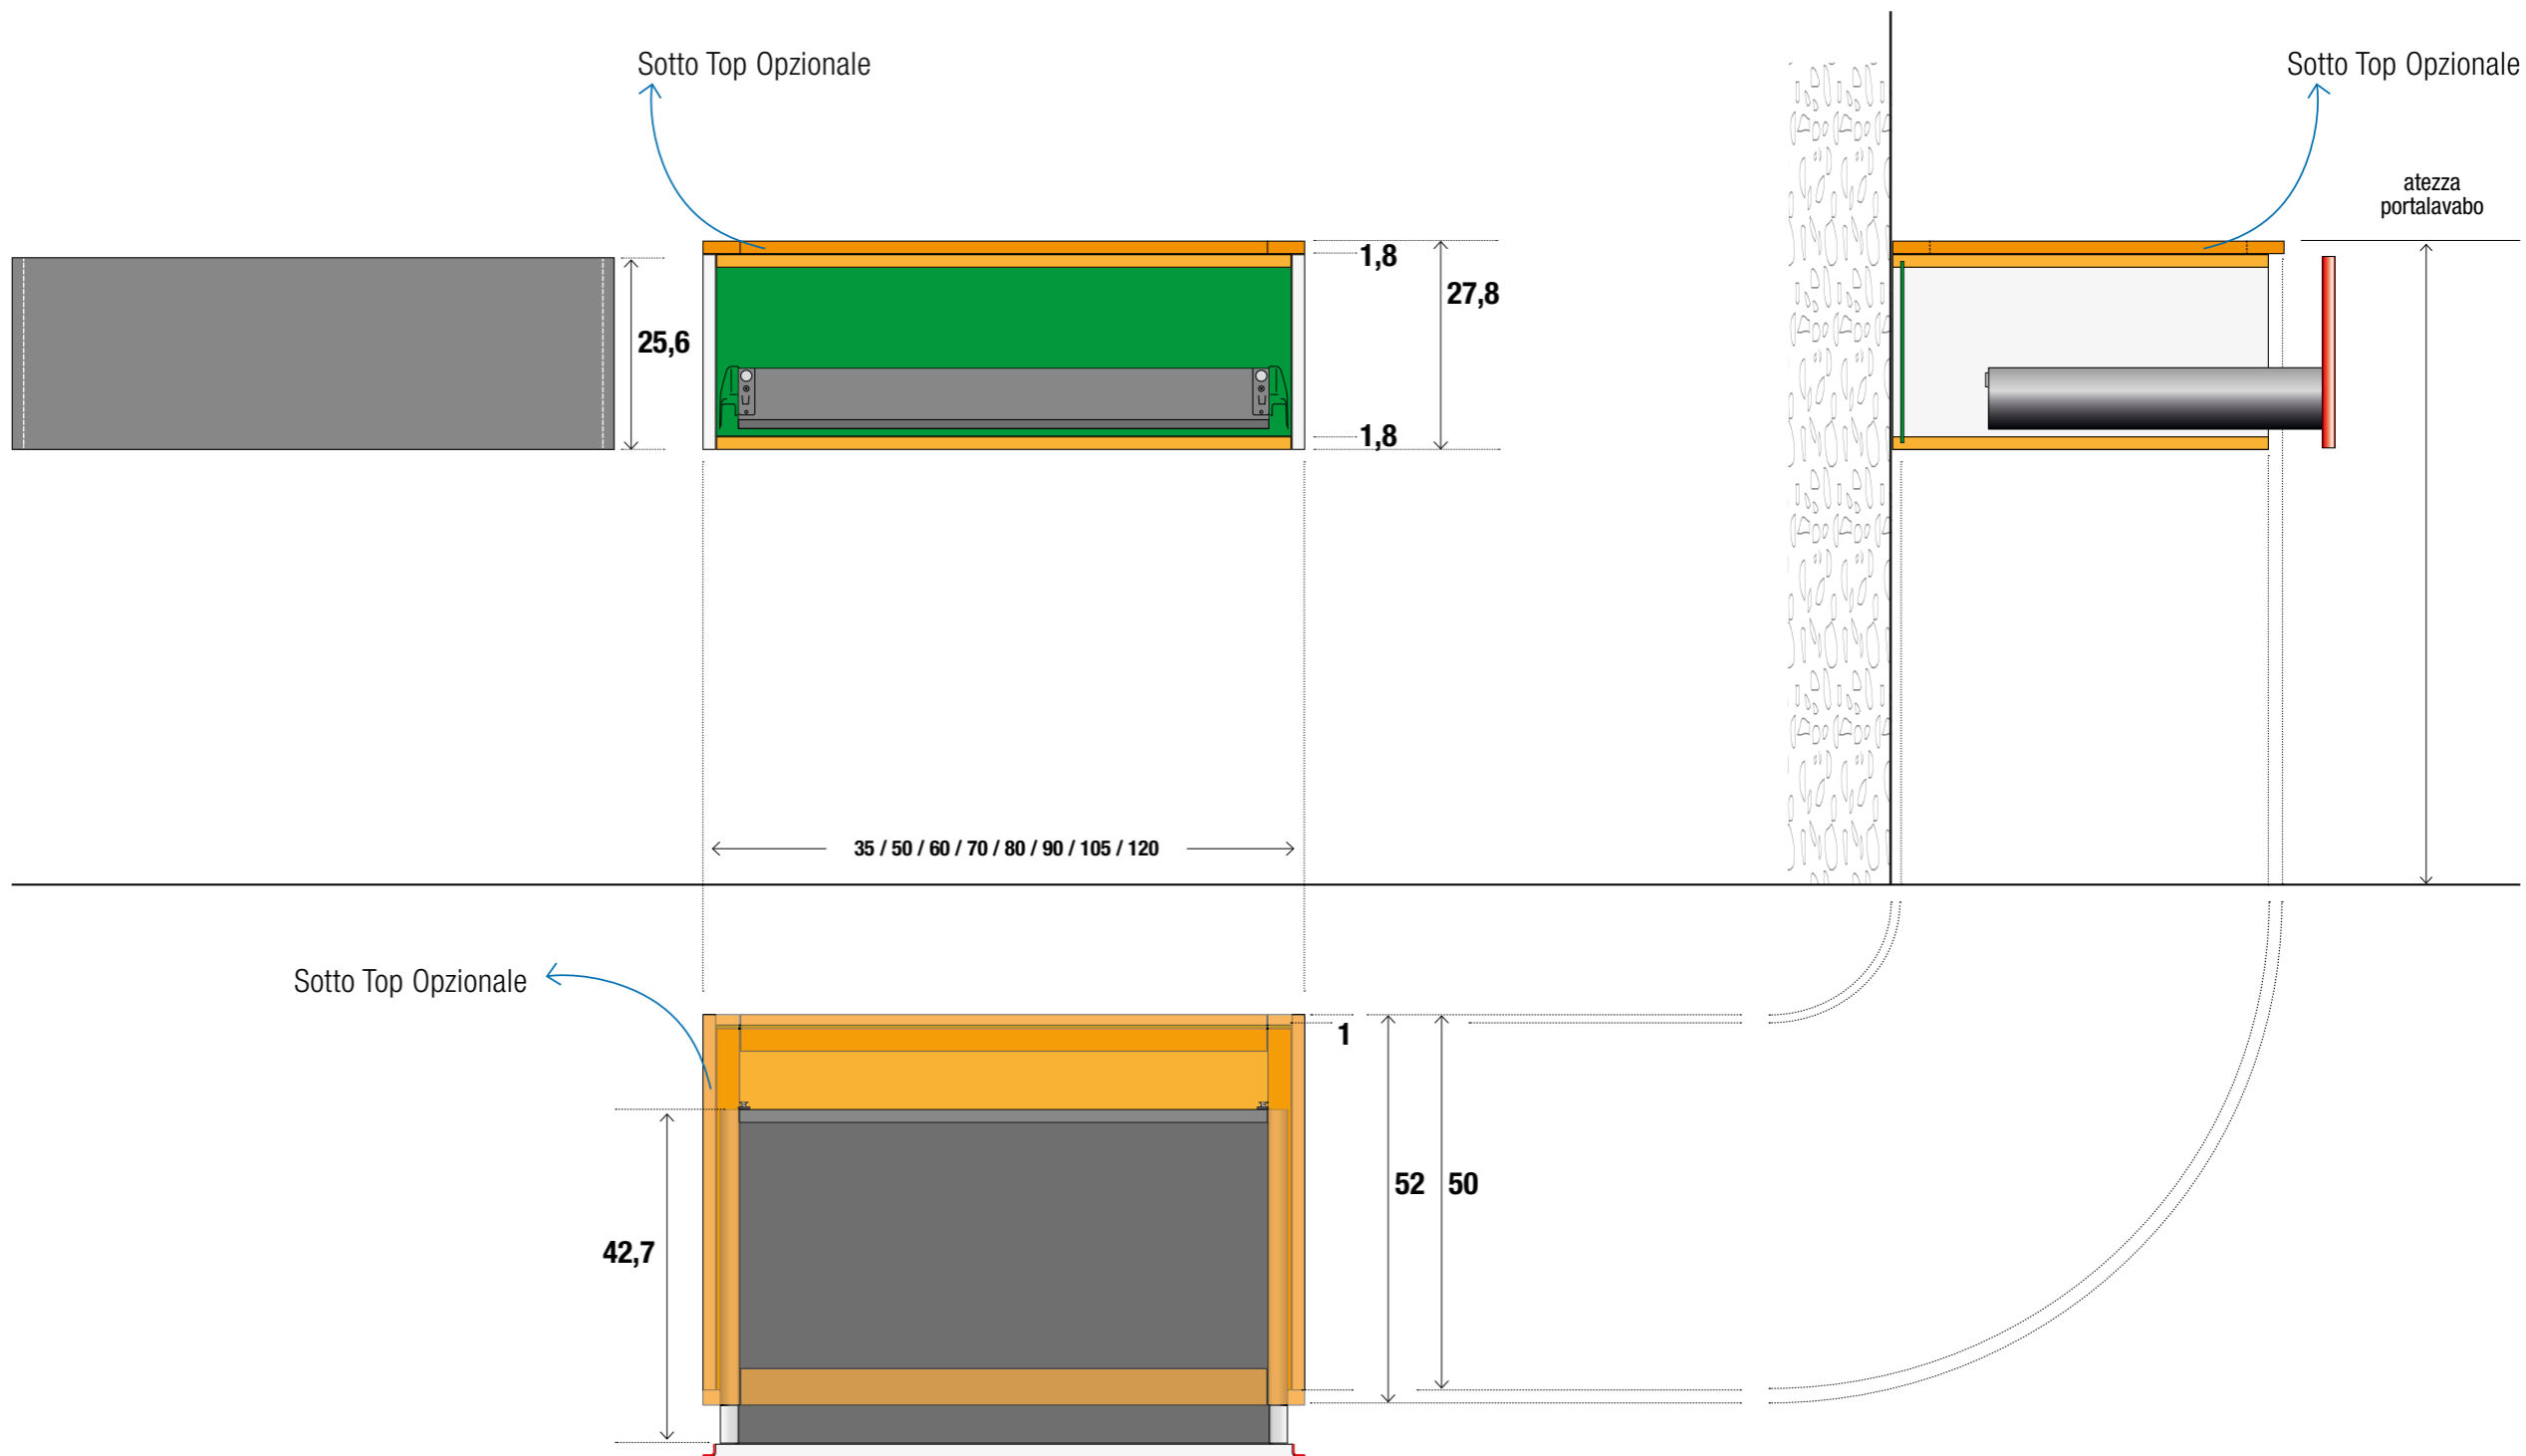 Sotto Top Opzionale
Sotto Top Opzionale
atezza
portalavabo
1,8
27,8
25,6
1,8
35 / 50 / 60 / 70 / 80 / 90 / 105 / 120
Sotto Top Opzionale
1
52
50
42,7